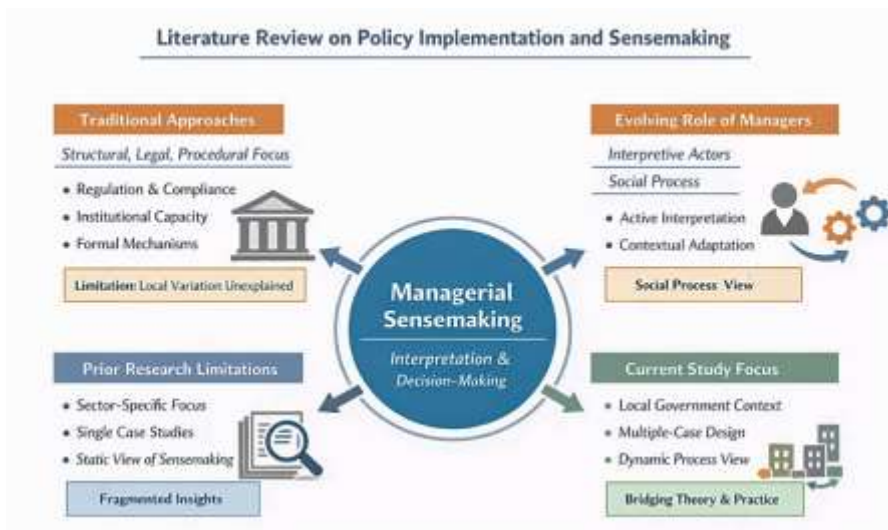 Literature Review on Policy Implementation and Sensemaking
Traditional Approaches
Structural, Legal, Procedural Focus
• Regulation & Compliance
• Institutional Capacity
• Formal Mechanisms
Limitation: Local Variation Unexplained
Evolving Role of Managers
Interpretive Actors
Social Process
• Active Interpretation
• Contextual Adaptation
Social Process View
Managerial
Sensemaking
Interpretation &
Decision-Making
Prior Research Limitations
• Sector-Specific Focus
• Single Case Studies
• Static View of Sensemaking
Fragmented Insights
Current Study Focus
• Local Government Context
• Multiple-Case Design
• Dynamic Process View
Bridging Theory & Practice